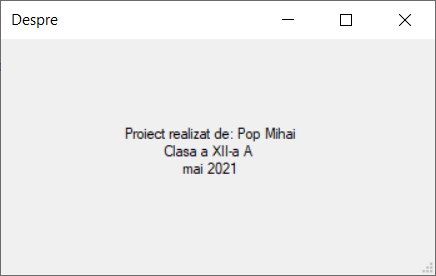 Despre
Proiect realizat de: Pop Mihai
Clasa a XII-a A
mai 2021